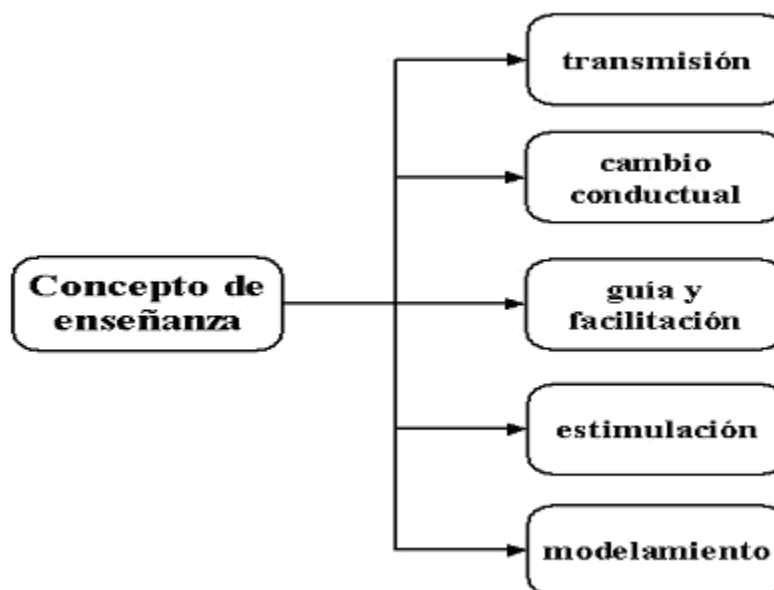 Concepto de
enseñanza
transmisión
cambio
conductual
guía y
facilitación
estimulación
modelamiento